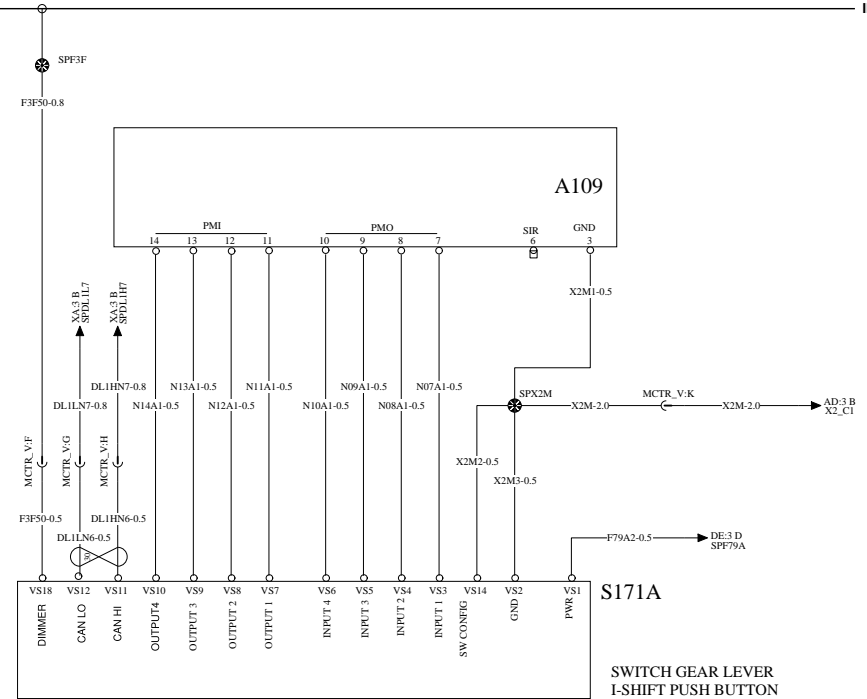 I
SPF3F
F3F50-0.8
A109
PMI
PMO
SIR
GND
14 13 12 11 10 9 8 7 6 3
XA:3 B
SPDL1L7
XA:3 B
SPDL1H7
X2M1-0.5
DL1HN7-0.8
N13A1-0.5
N11A1-0.5
N09A1-0.5
N07A1-0.5
DL1LN7-0.8
N14A1-0.5
N12A1-0.5
N10A1-0.5
N08A1-0.5
SPX2M
X2M-2.0
MCTR_V:K
X2M-2.0
AD:3 B
X2_C1
MCTR_V:F
MCTR_V:G
MCTR_V:H
X2M2-0.5
X2M3-0.5
F3F50-0.5
DL1HN6-0.5
DL1LN6-0.5
30
F79A2-0.5
DE:3 D
SPF79A
VS18 VS12 VS11 VS10 VS9 VS8 VS7 VS6 VS5 VS4 VS3 VS14 VS2 VS1
S171A
DIMMER
CAN LO
CAN HI
OUTPUT4
OUTPUT 3
OUTPUT 2
OUTPUT 1
INPUT 4
INPUT 3
INPUT 2
INPUT 1
SW CONFIG
GND
PWR
SWITCH GEAR LEVER
I-SHIFT PUSH BUTTON